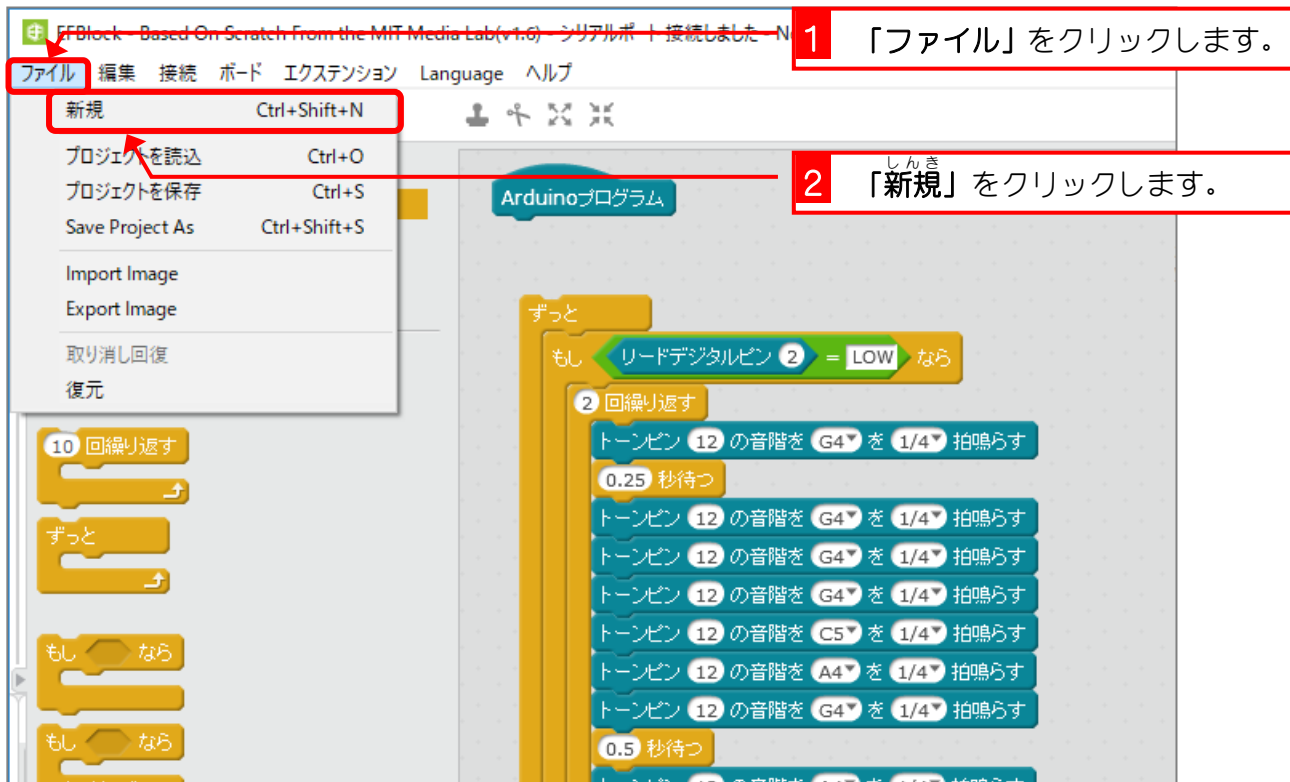 EFBlock - Based On Scratch From the MIT Media Lab(v1.6) - シリアルポート 接続しました -
1 「ファイル」をクリックします。
ファイル 編集 接続 ボード エクステンション Language ヘルプ
新規 Ctrl+Shift+N
プロジェクトを読込 Ctrl+O
プロジェクトを保存 Ctrl+S
Save Project As Ctrl+Shift+S
Import Image
Export Image
取り消し回復
復元
しんき
2 「新規」をクリックします。
Arduinoプログラム
ずっと
もし リードデジタルピン 2 = LOW なら
2 回繰り返す
トーンピン 12 の音階を G4 を 1/4 拍鳴らす
0.25 秒待つ
トーンピン 12 の音階を G4 を 1/4 拍鳴らす
トーンピン 12 の音階を G4 を 1/4 拍鳴らす
トーンピン 12 の音階を G4 を 1/4 拍鳴らす
トーンピン 12 の音階を C5 を 1/4 拍鳴らす
トーンピン 12 の音階を A4 を 1/4 拍鳴らす
トーンピン 12 の音階を G4 を 1/4 拍鳴らす
0.5 秒待つ
10 回繰り返す
ずっと
もし なら
もし なら